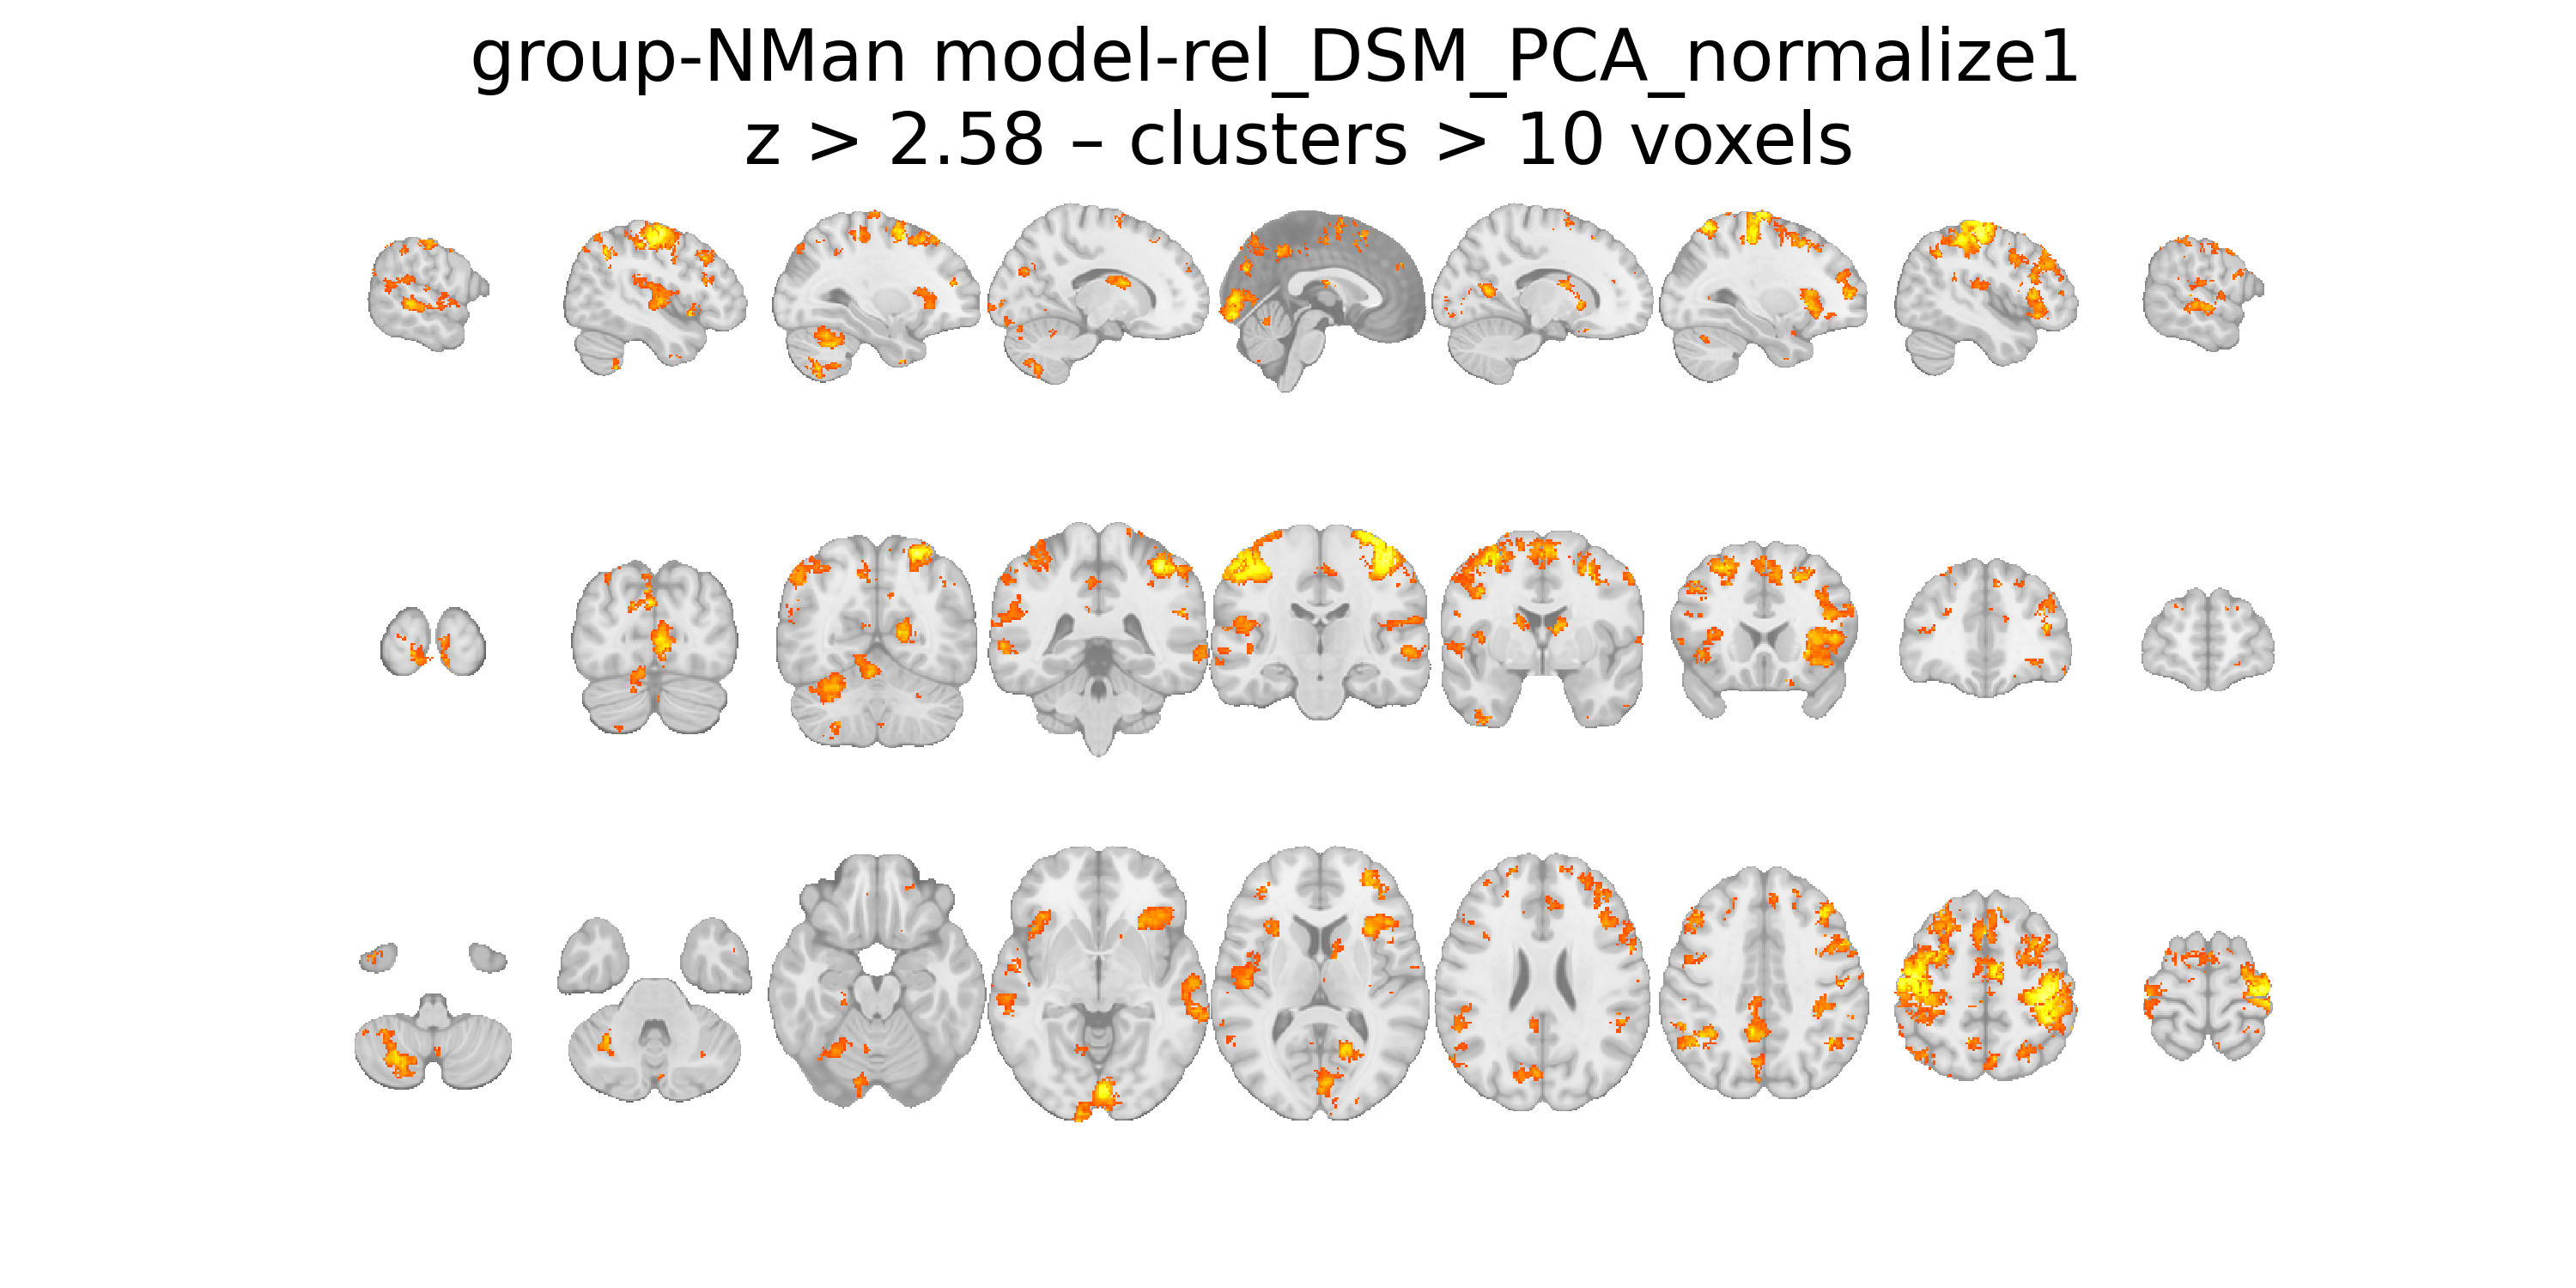 group-NMan model-rel_DSM_PCA_normalize1
z > 2.58 – clusters > 10 voxels